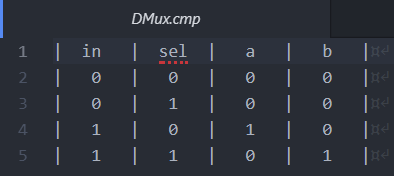 DMux.cmp
1 | in | sel | a | b |¤↵
2 | 0 | 0 | 0 | 0 |¤↵
3 | 0 | 1 | 0 | 0 |¤↵
4 | 1 | 0 | 1 | 0 |¤↵
5 | 1 | 1 | 0 | 1 |¤↵